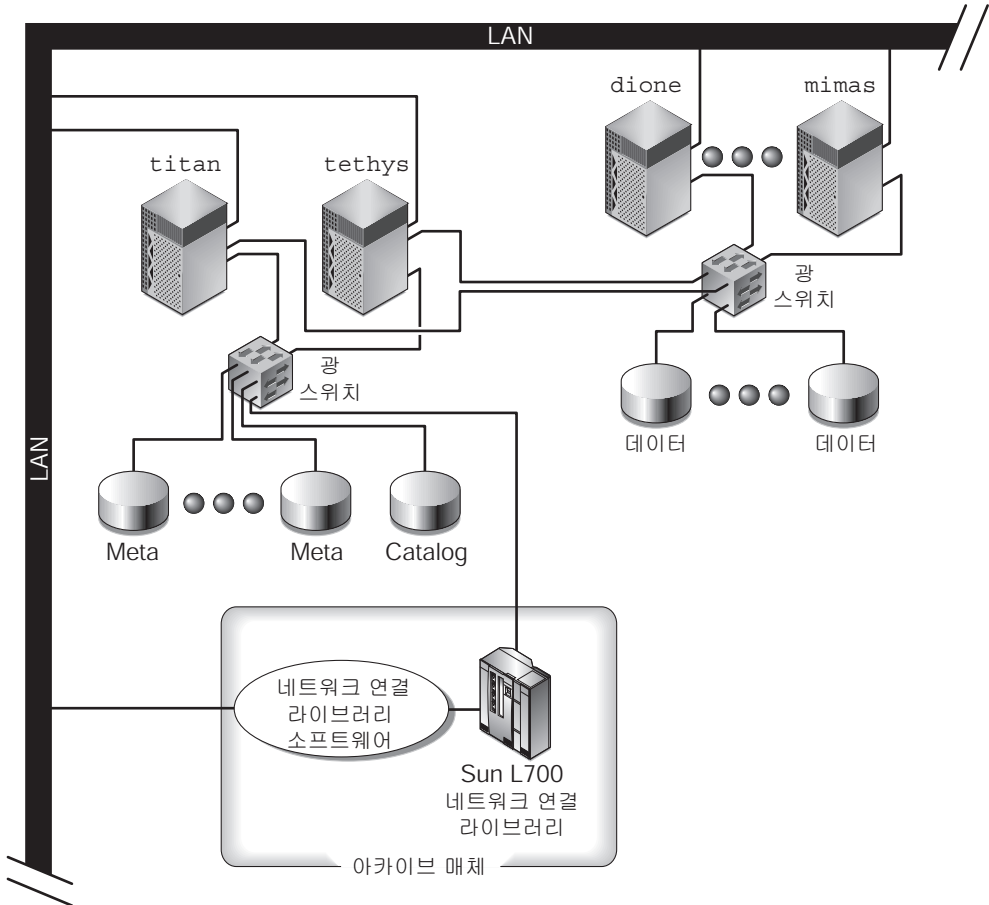 LAN
dione
mimas
titan
tethys
광
스위치
광
스위치
데이터
데이터
LAN
Meta
Meta
Catalog
네트워크 연결
라이브러리
소프트웨어
Sun L700
네트워크 연결
라이브러리
아카이브 매체